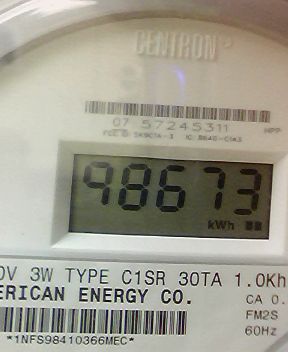 CENTRON
07 57245311
HPP
98673
kWh
0V 3W TYPE C1SR 30TA 1.0Kh
ERICAN ENERGY CO.
CA 0.
FM2S
60Hz
*1NFS98410366MEC*